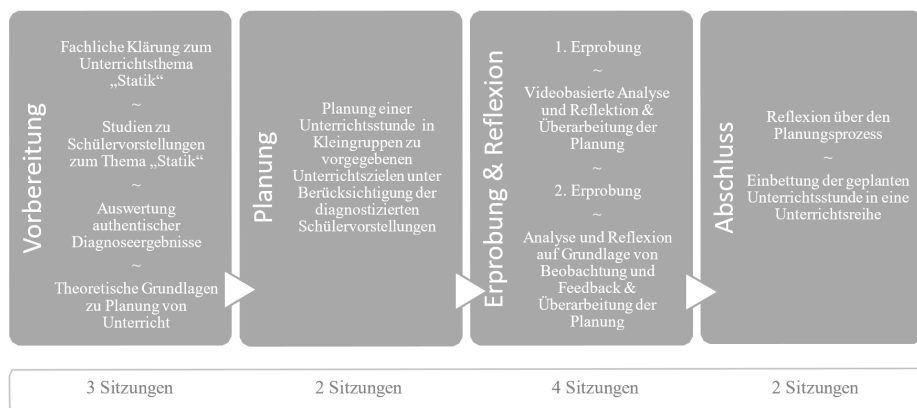 Vorbereitung
Fachliche Klärung zum
Unterrichtsthema
„Statik“
~
Studien zu
Schülervorstellungen
zum Thema „Statik“
~
Auswertung
authentischer
Diagnoseergebnisse
~
Theoretische Grundlagen
zu Planung von
Unterricht
Planung
Planung einer
Unterrichtsstunde in
Kleingruppen zu
vorgegebenen
Unterrichtszielen unter
Berücksichtigung der
diagnostizierten
Schülervorstellungen
Erprobung & Reflexion
1. Erprobung
~
Videobasierte Analyse
und Reflektion &
Überarbeitung der
Planung
~
2. Erprobung
~
Analyse und Reflexion
auf Grundlage von
Beobachtung und
Feedback &
Überarbeitung der
Planung
Abschluss
Reflexion über den
Planungsprozess
~
Einbettung der geplanten
Unterrichtsstunde in eine
Unterrichtsreihe
3 Sitzungen
2 Sitzungen
4 Sitzungen
2 Sitzungen